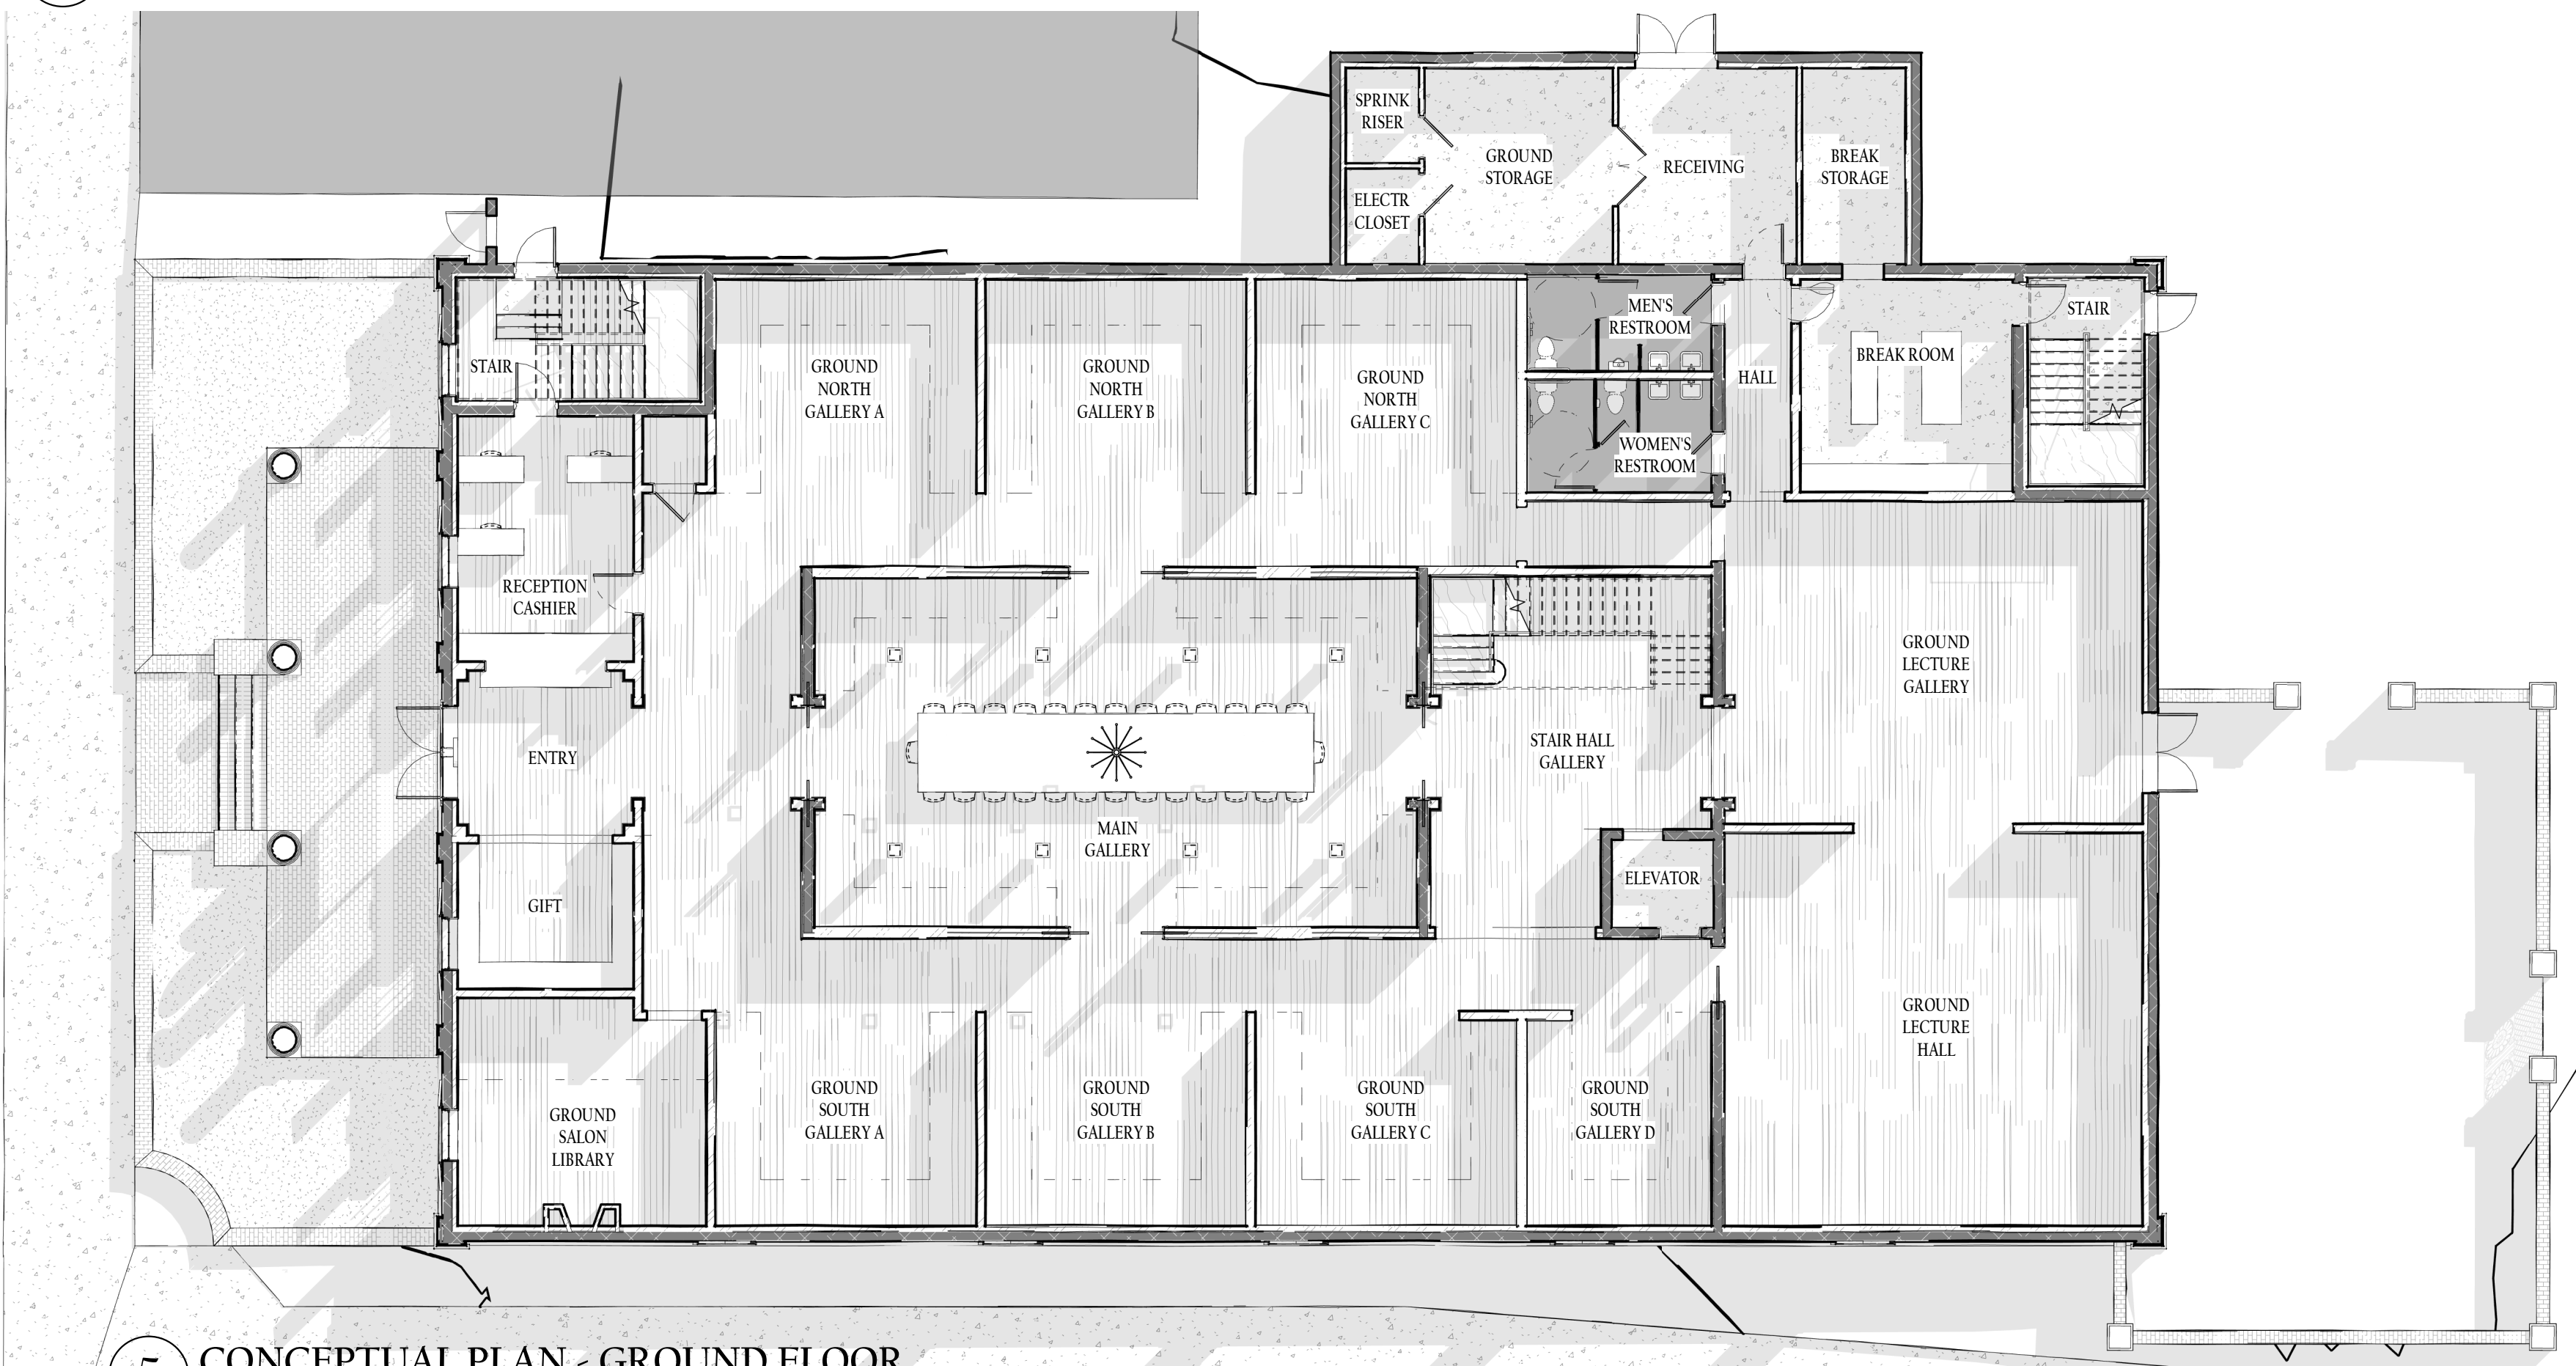 SPRINK
RISER
ELECTR
CLOSET
GROUND
STORAGE
RECEIVING
BREAK
STORAGE
STAIR
GROUND
NORTH
GALLERY A
GROUND
NORTH
GALLERY B
GROUND
NORTH
GALLERY C
MEN'S
RESTROOM
WOMEN'S
RESTROOM
HALL
BREAK ROOM
STAIR
RECEPTION
CASHIER
ENTRY
GIFT
MAIN
GALLERY
STAIR HALL
GALLERY
ELEVATOR
GROUND
LECTURE
GALLERY
GROUND
LECTURE
HALL
GROUND
SALON
LIBRARY
GROUND
SOUTH
GALLERY A
GROUND
SOUTH
GALLERY B
GROUND
SOUTH
GALLERY C
GROUND
SOUTH
GALLERY D
CONCEPTUAL PLAN - GROUND FLOOR